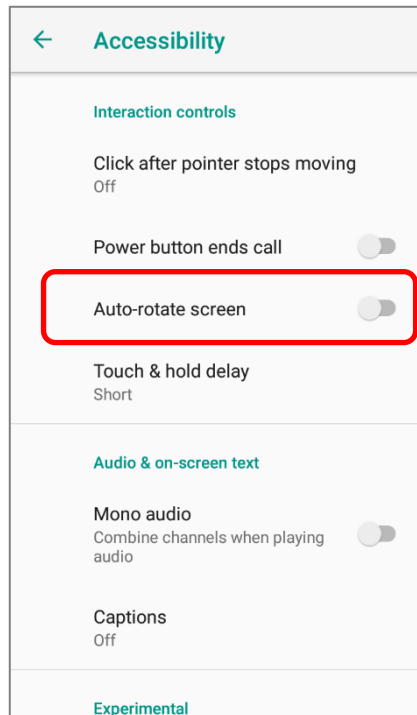 Accessibility
Interaction controls
Click after pointer stops moving
Off
Power button ends call
Auto-rotate screen
Touch & hold delay
Short
Audio & on-screen text
Mono audio
Combine channels when playing
audio
Captions
Off
Experimental